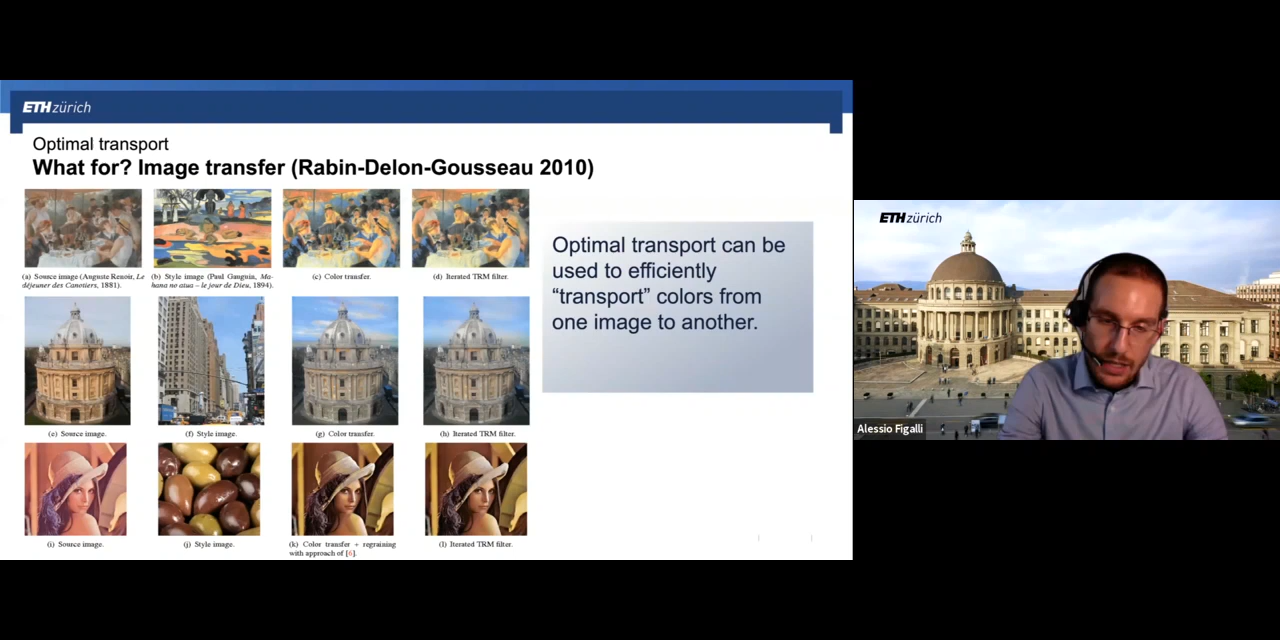 ETH zürich
Optimal transport
What for? Image transfer (Rabin-Delon-Gousseau 2010)
(a) Source image (Auguste Renoir, Le
déjeuner des Canotiers, 1881).
(b) Style image (Paul Gauguin, Ma-
hana no atua – le jour de Dieu, 1894).
(c) Color transfer.
(d) Iterated TRM filter.
(e) Source image.
(f) Style image.
(g) Color transfer.
(h) Iterated TRM filter.
(i) Source image.
(j) Style image.
(k) Color transfer + regraining
with approach of [6].
(l) Iterated TRM filter.
Optimal transport can be
used to efficiently
“transport” colors from
one image to another.
ETH zürich
Alessio Figalli